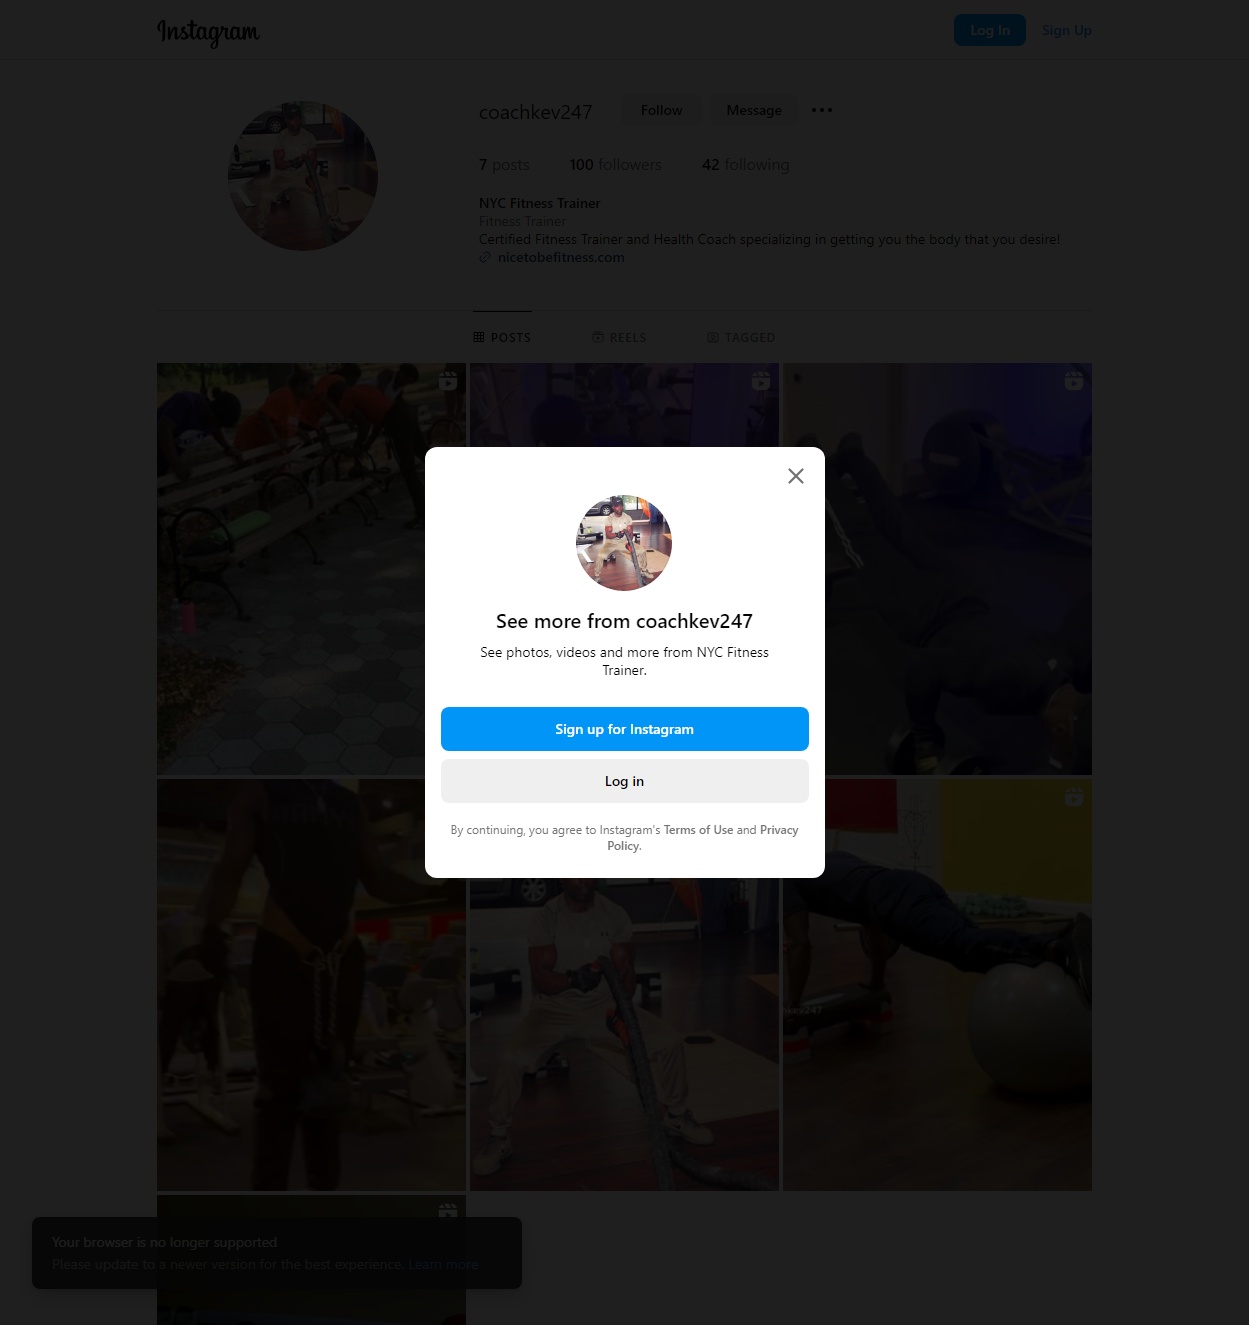 Instagram
Log In
Sign Up
coachkev247
Follow
Message
7 posts
100 followers
42 following
NYC Fitness Trainer
Fitness Trainer
Certified Fitness Trainer and Health Coach specializing in getting you the body that you desire!
nicetobefitness.com
POSTS
REELS
TAGGED
See more from coachkev247
See photos, videos and more from NYC Fitness
Trainer.
Sign up for Instagram
Log in
By continuing, you agree to Instagram's Terms of Use and Privacy
Policy.
Your browser is no longer supported
Please update to a newer version for the best experience. Learn more